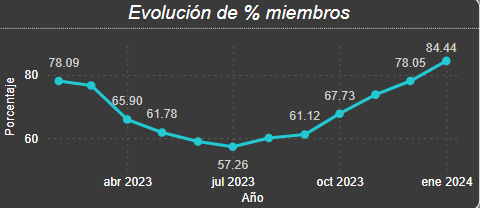 Evolución de % miembros
Porcentaje
80
60
78.09
65.90
61.78
57.26
61.12
67.73
78.05
84.44
abr 2023
jul 2023
oct 2023
ene 2024
Año